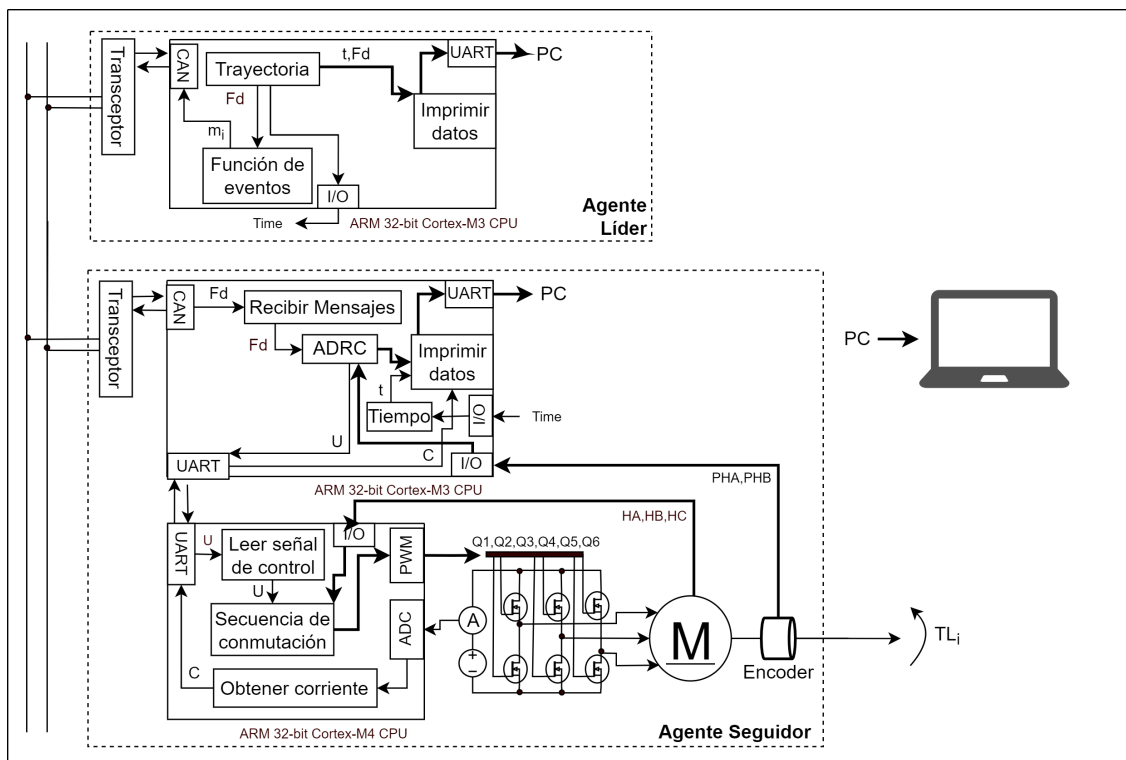 Transceptor
CAN
Trayectoria
t,Fd
UART
PC
Imprimir
datos
Fd
mi
Función de
eventos
I/O
Time
ARM 32-bit Cortex-M3 CPU
Agente
Líder
Transceptor
CAN
Fd
Recibir Mensajes
UART
PC
Fd
ADRC
Imprimir
datos
t
Tiempo
I/O
Time
U
C
UART
I/O
PHA,PHB
ARM 32-bit Cortex-M3 CPU
PC
HA,HB,HC
UART
U
Leer señal
de control
I/O
PWM
Q1,Q2,Q3,Q4,Q5,Q6
U
Secuencia de
conmutación
ADC
A
M
TLi
Encoder
C
Obtener corriente
ARM 32-bit Cortex-M4 CPU
Agente Seguidor